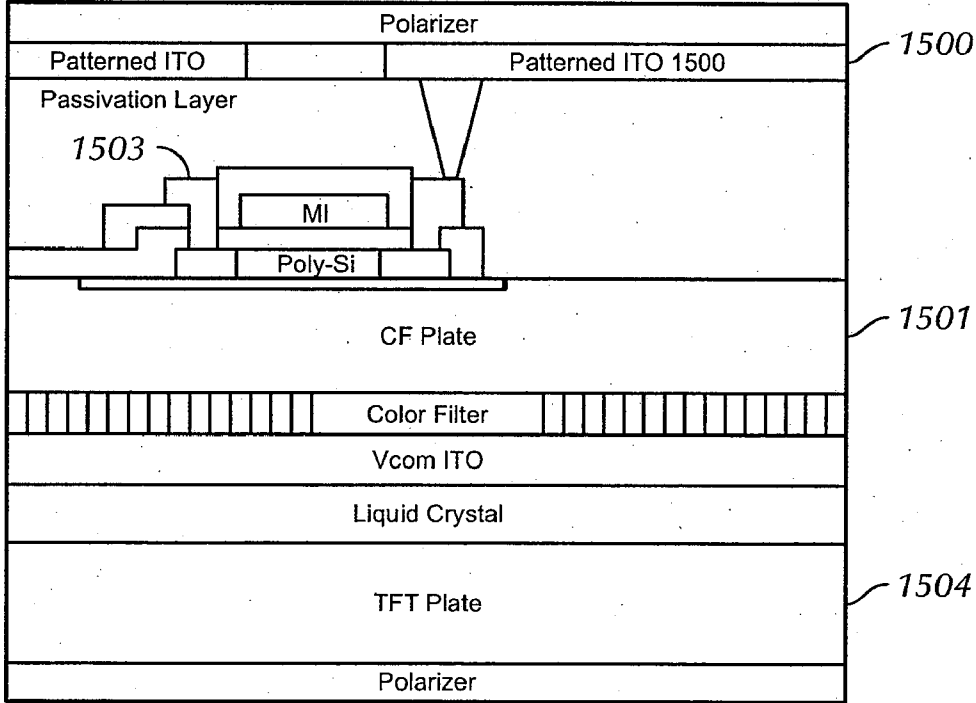 Polarizer
Patterned ITO
Patterned ITO 1500
1500
Passivation Layer
1503
MI
Poly-Si
CF Plate
1501
Color Filter
Vcom ITO
Liquid Crystal
TFT Plate
1504
Polarizer